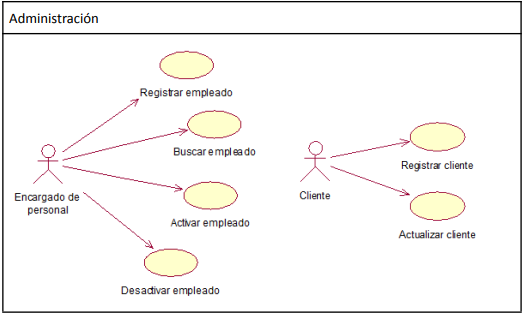 Administración
Registrar empleado
Buscar empleado
Encargado de
personal
Activar empleado
Desactivar empleado
Registrar cliente
Cliente
Actualizar cliente